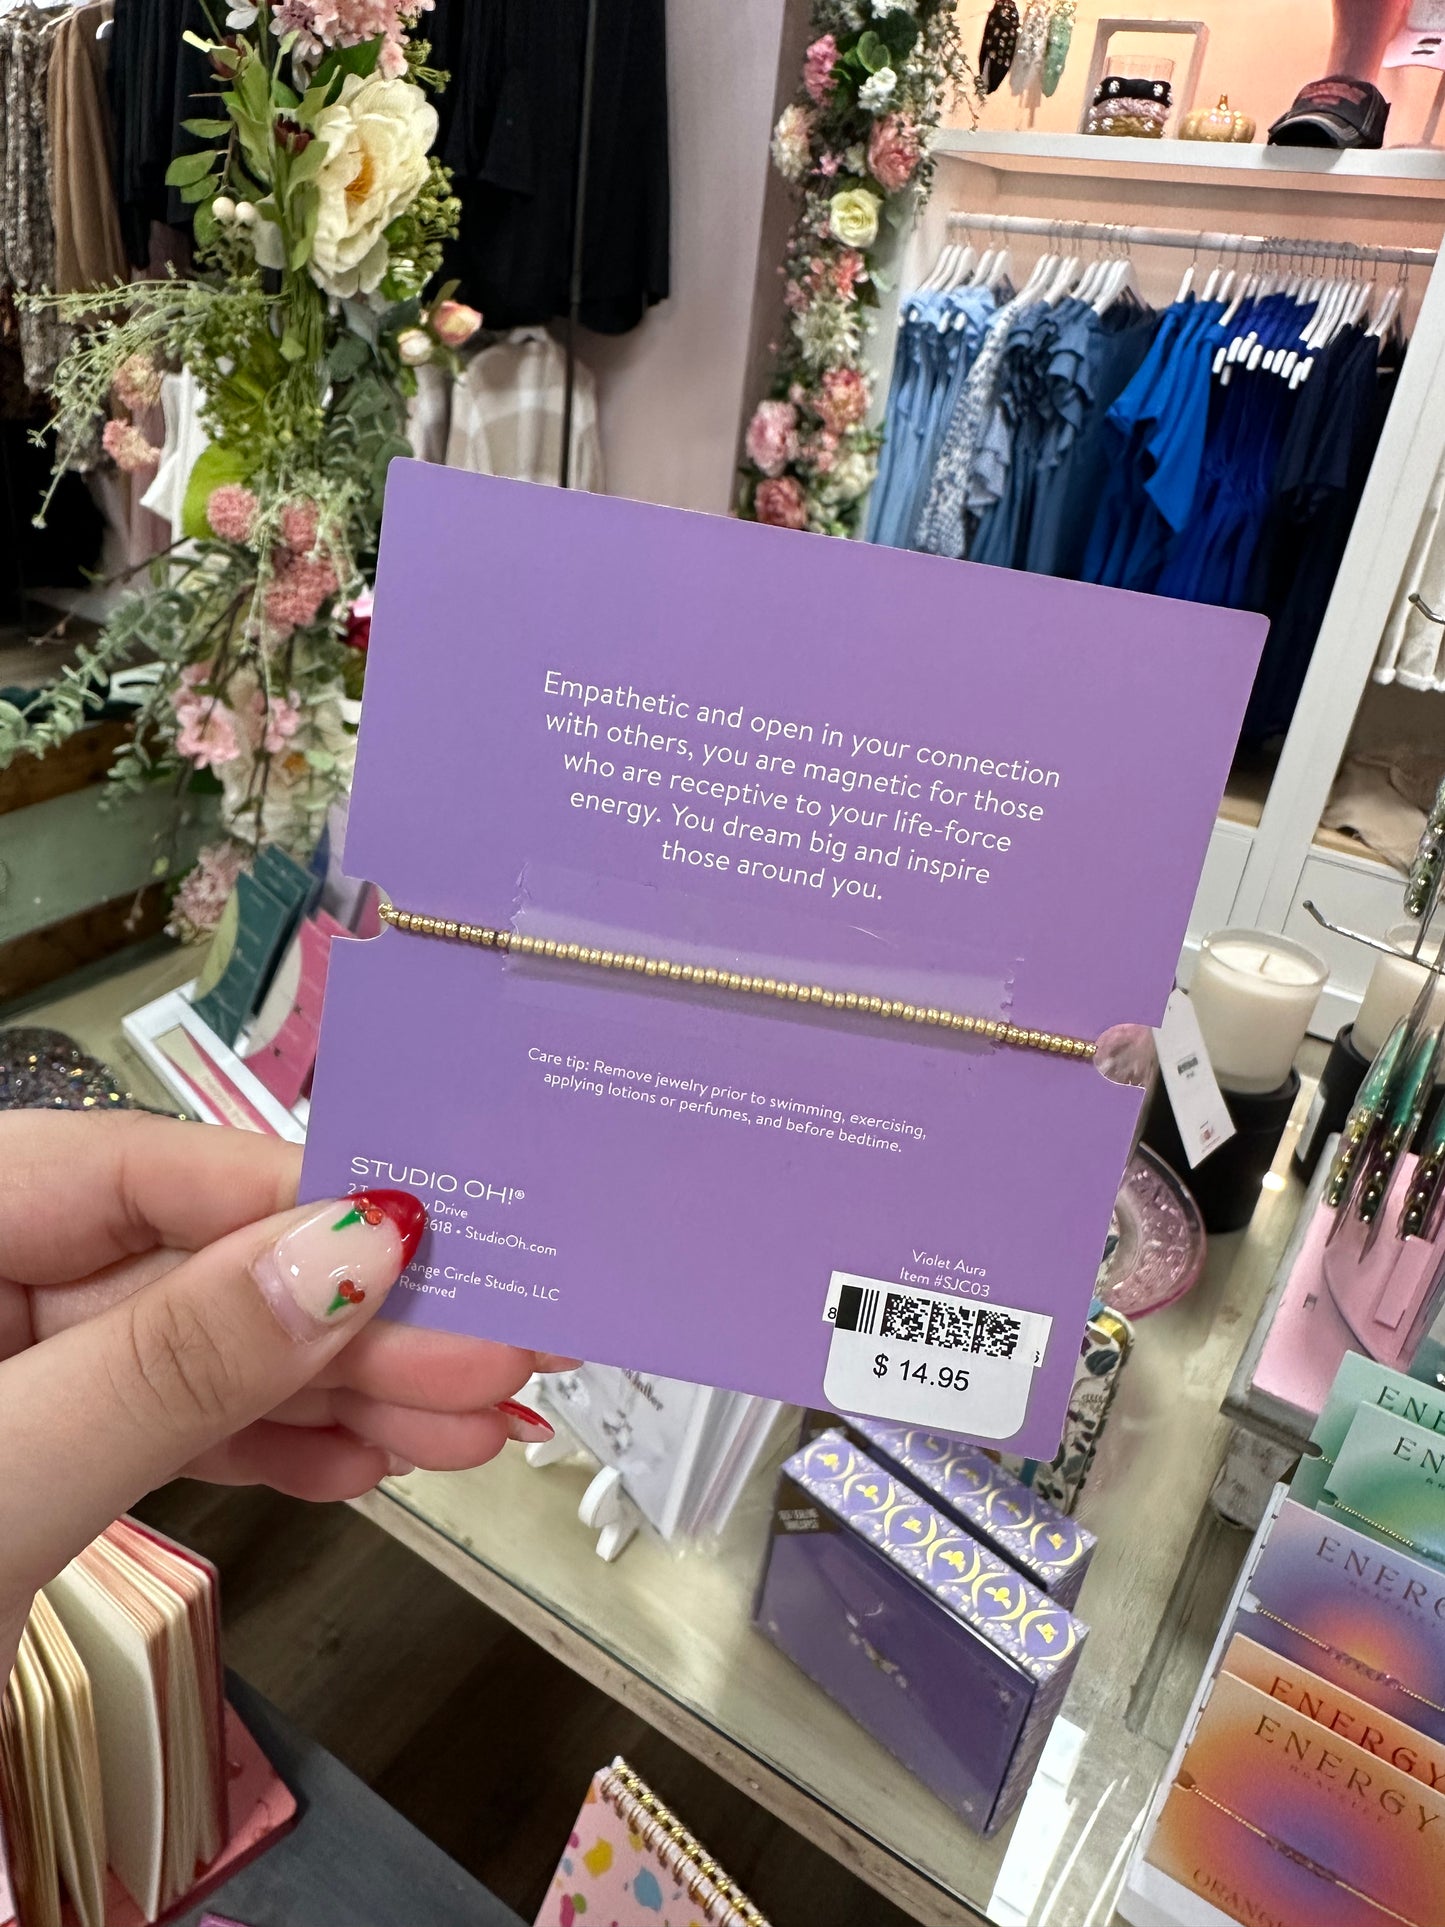 Empathetic and open in your connection
with others, you are magnetic for those
who are receptive to your life-force
energy. You dream big and inspire
those around you.
Care tip: Remove jewelry prior to swimming, exercising,
applying lotions or perfumes, and before bedtime.
STUDIO OH!®
Drive
2618 • StudioOh.com
Circle Studio, LLC
Reserved
Violet Aura
Item #SJC03
8
$ 14.95
ENERGY
ENERGY